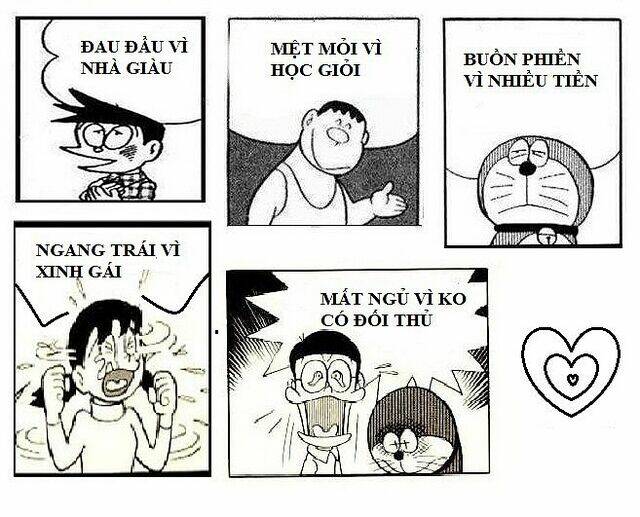 ĐAU ĐẦU VÌ
NHÀ GIÀU
MỆT MỎI VÌ
HỌC GIỎI
BUỒN PHIỀN
VÌ NHIỀU TIỀN
NGANG TRÁI VÌ
XINH GÁI
MẤT NGỦ VÌ KO
CÓ ĐỐI THỦ